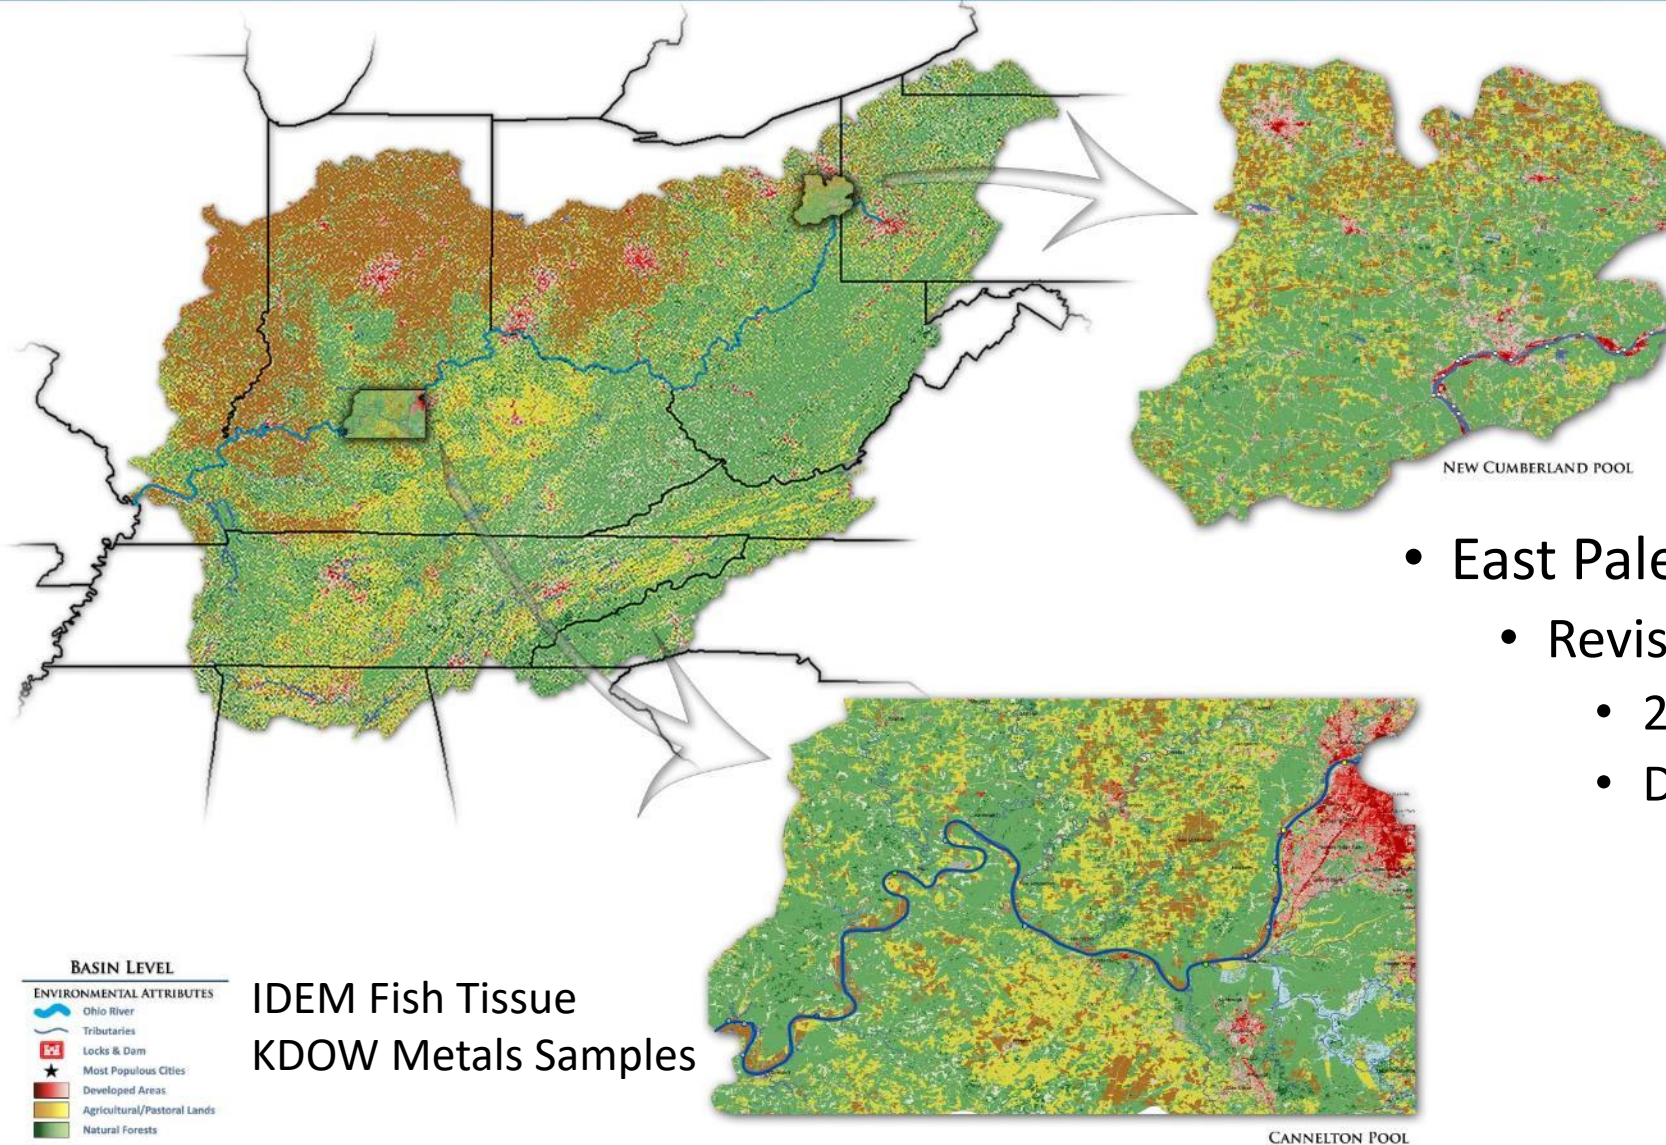 NEW CUMBERLAND POOL
• East Pale
• Revis
• 2
• D
BASIN LEVEL
ENVIRONMENTAL ATTRIBUTES
Ohio River
Tributaries
Locks & Dam
Most Populous Cities
Developed Areas
Agricultural/Pastoral Lands
Natural Forests
IDEM Fish Tissue
KDOW Metals Samples
CANNELTON POOL